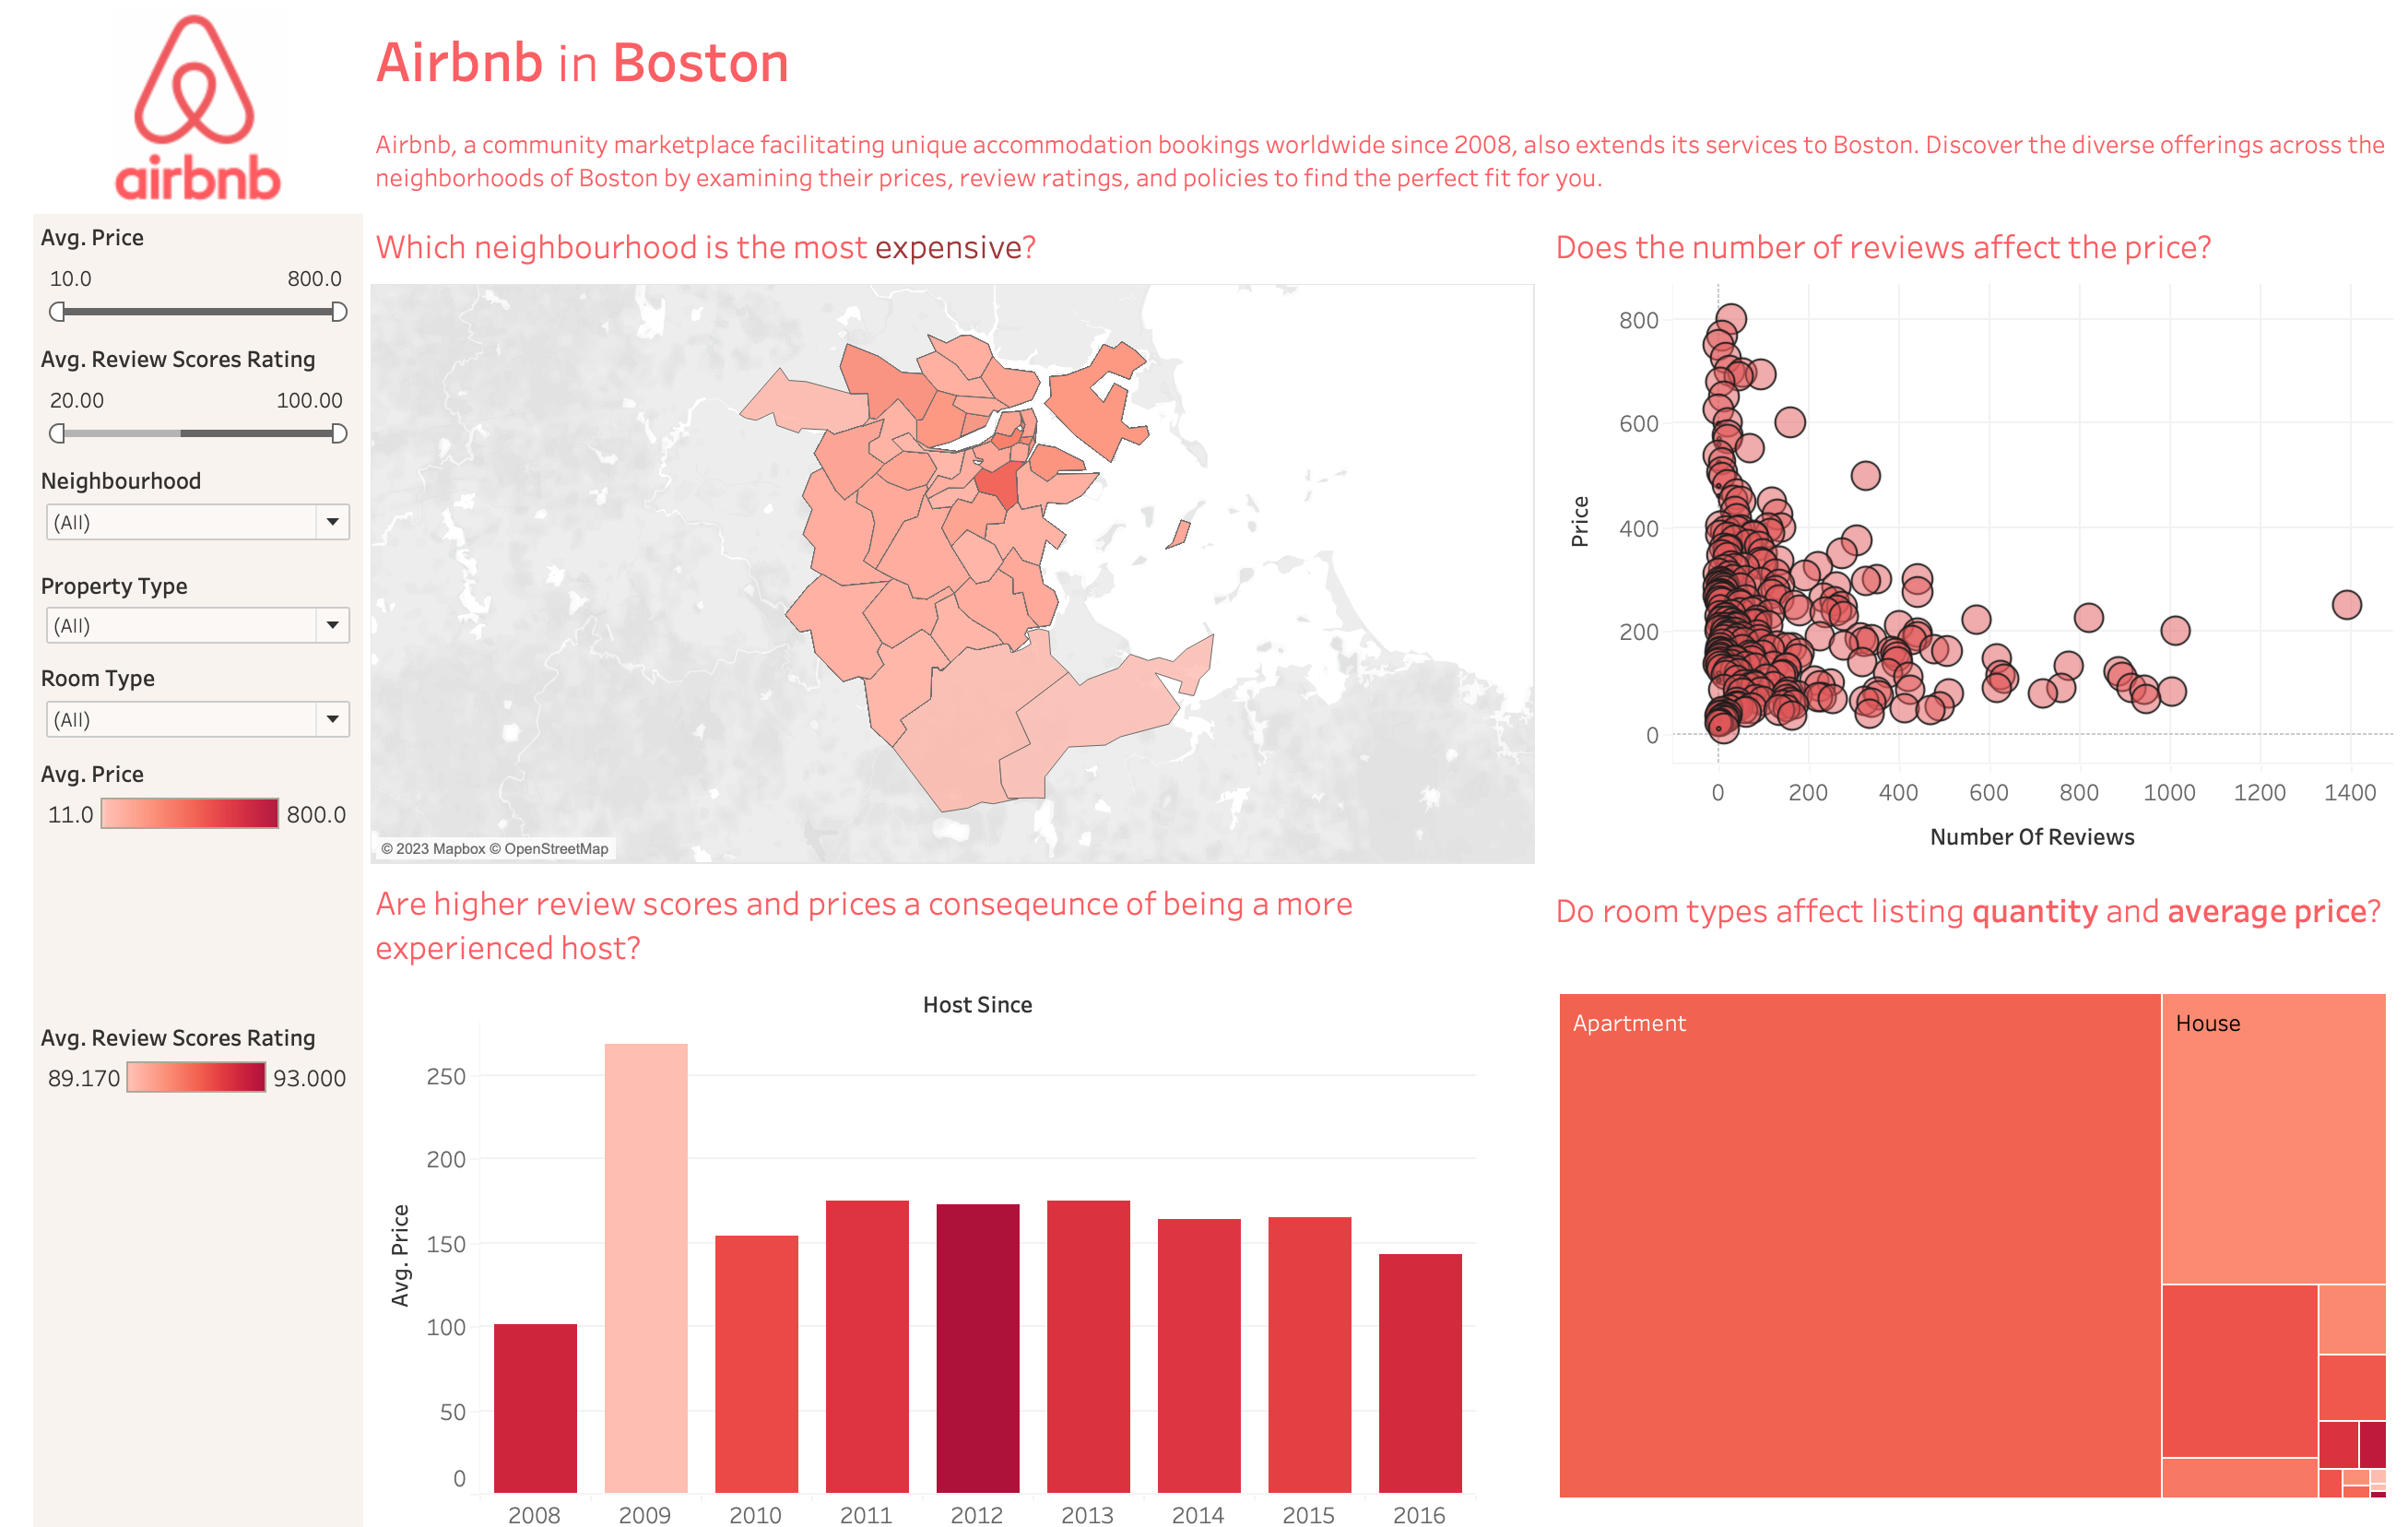 airbnb
Airbnb in Boston
Airbnb, a community marketplace facilitating unique accommodation bookings worldwide since 2008, also extends its services to Boston. Discover the diverse offerings across the
neighborhoods of Boston by examining their prices, review ratings, and policies to find the perfect fit for you.
Avg. Price
10.0 800.0
Avg. Review Scores Rating
20.00 100.00
Neighbourhood
(All)
Property Type
(All)
Room Type
(All)
Avg. Price
11.0 800.0
Avg. Review Scores Rating
89.170 93.000
Which neighbourhood is the most expensive?
© 2023 Mapbox © OpenStreetMap
Does the number of reviews affect the price?
Price
800
600
400
200
0
0 200 400 600 800 1000 1200 1400
Number Of Reviews
Are higher review scores and prices a conseqeunce of being a more
experienced host?
Host Since
Avg. Price
250
200
150
100
50
0
2008 2009 2010 2011 2012 2013 2014 2015 2016
Do room types affect listing quantity and average price?
Apartment
House